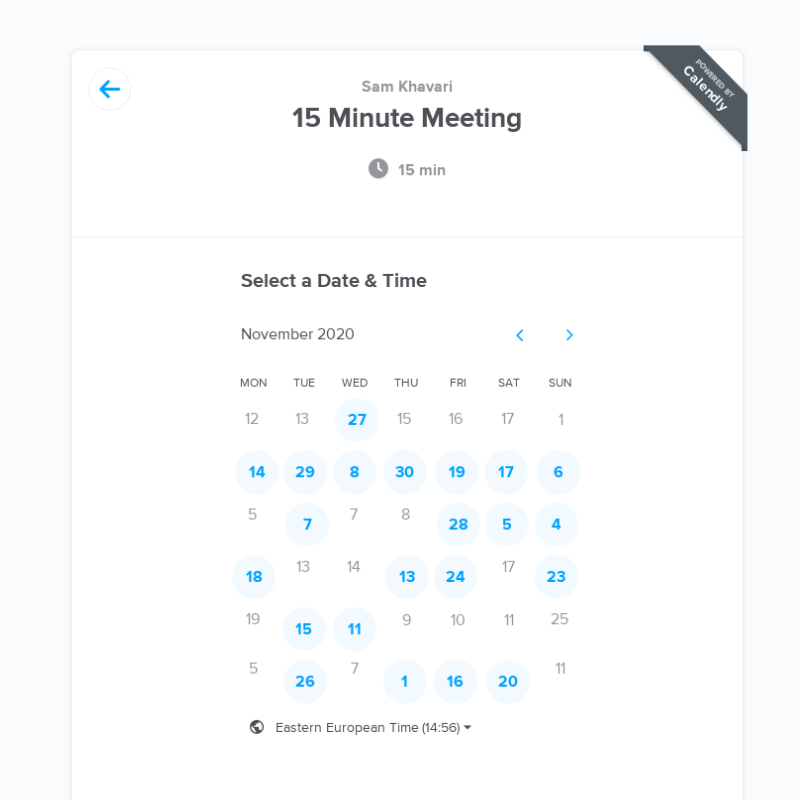 Sam Khavari
POWERED BY
Calendly
15 Minute Meeting
15 min
Select a Date & Time
November 2020
MON TUE WED THU FRI SAT SUN
12 13 27 15 16 17 1
14 29 8 30 19 17 6
5 7 7 8 28 5 4
18 13 14 13 24 17 23
19 15 11 9 10 11 25
5 26 7 1 16 20 11
Eastern European Time (14:56)